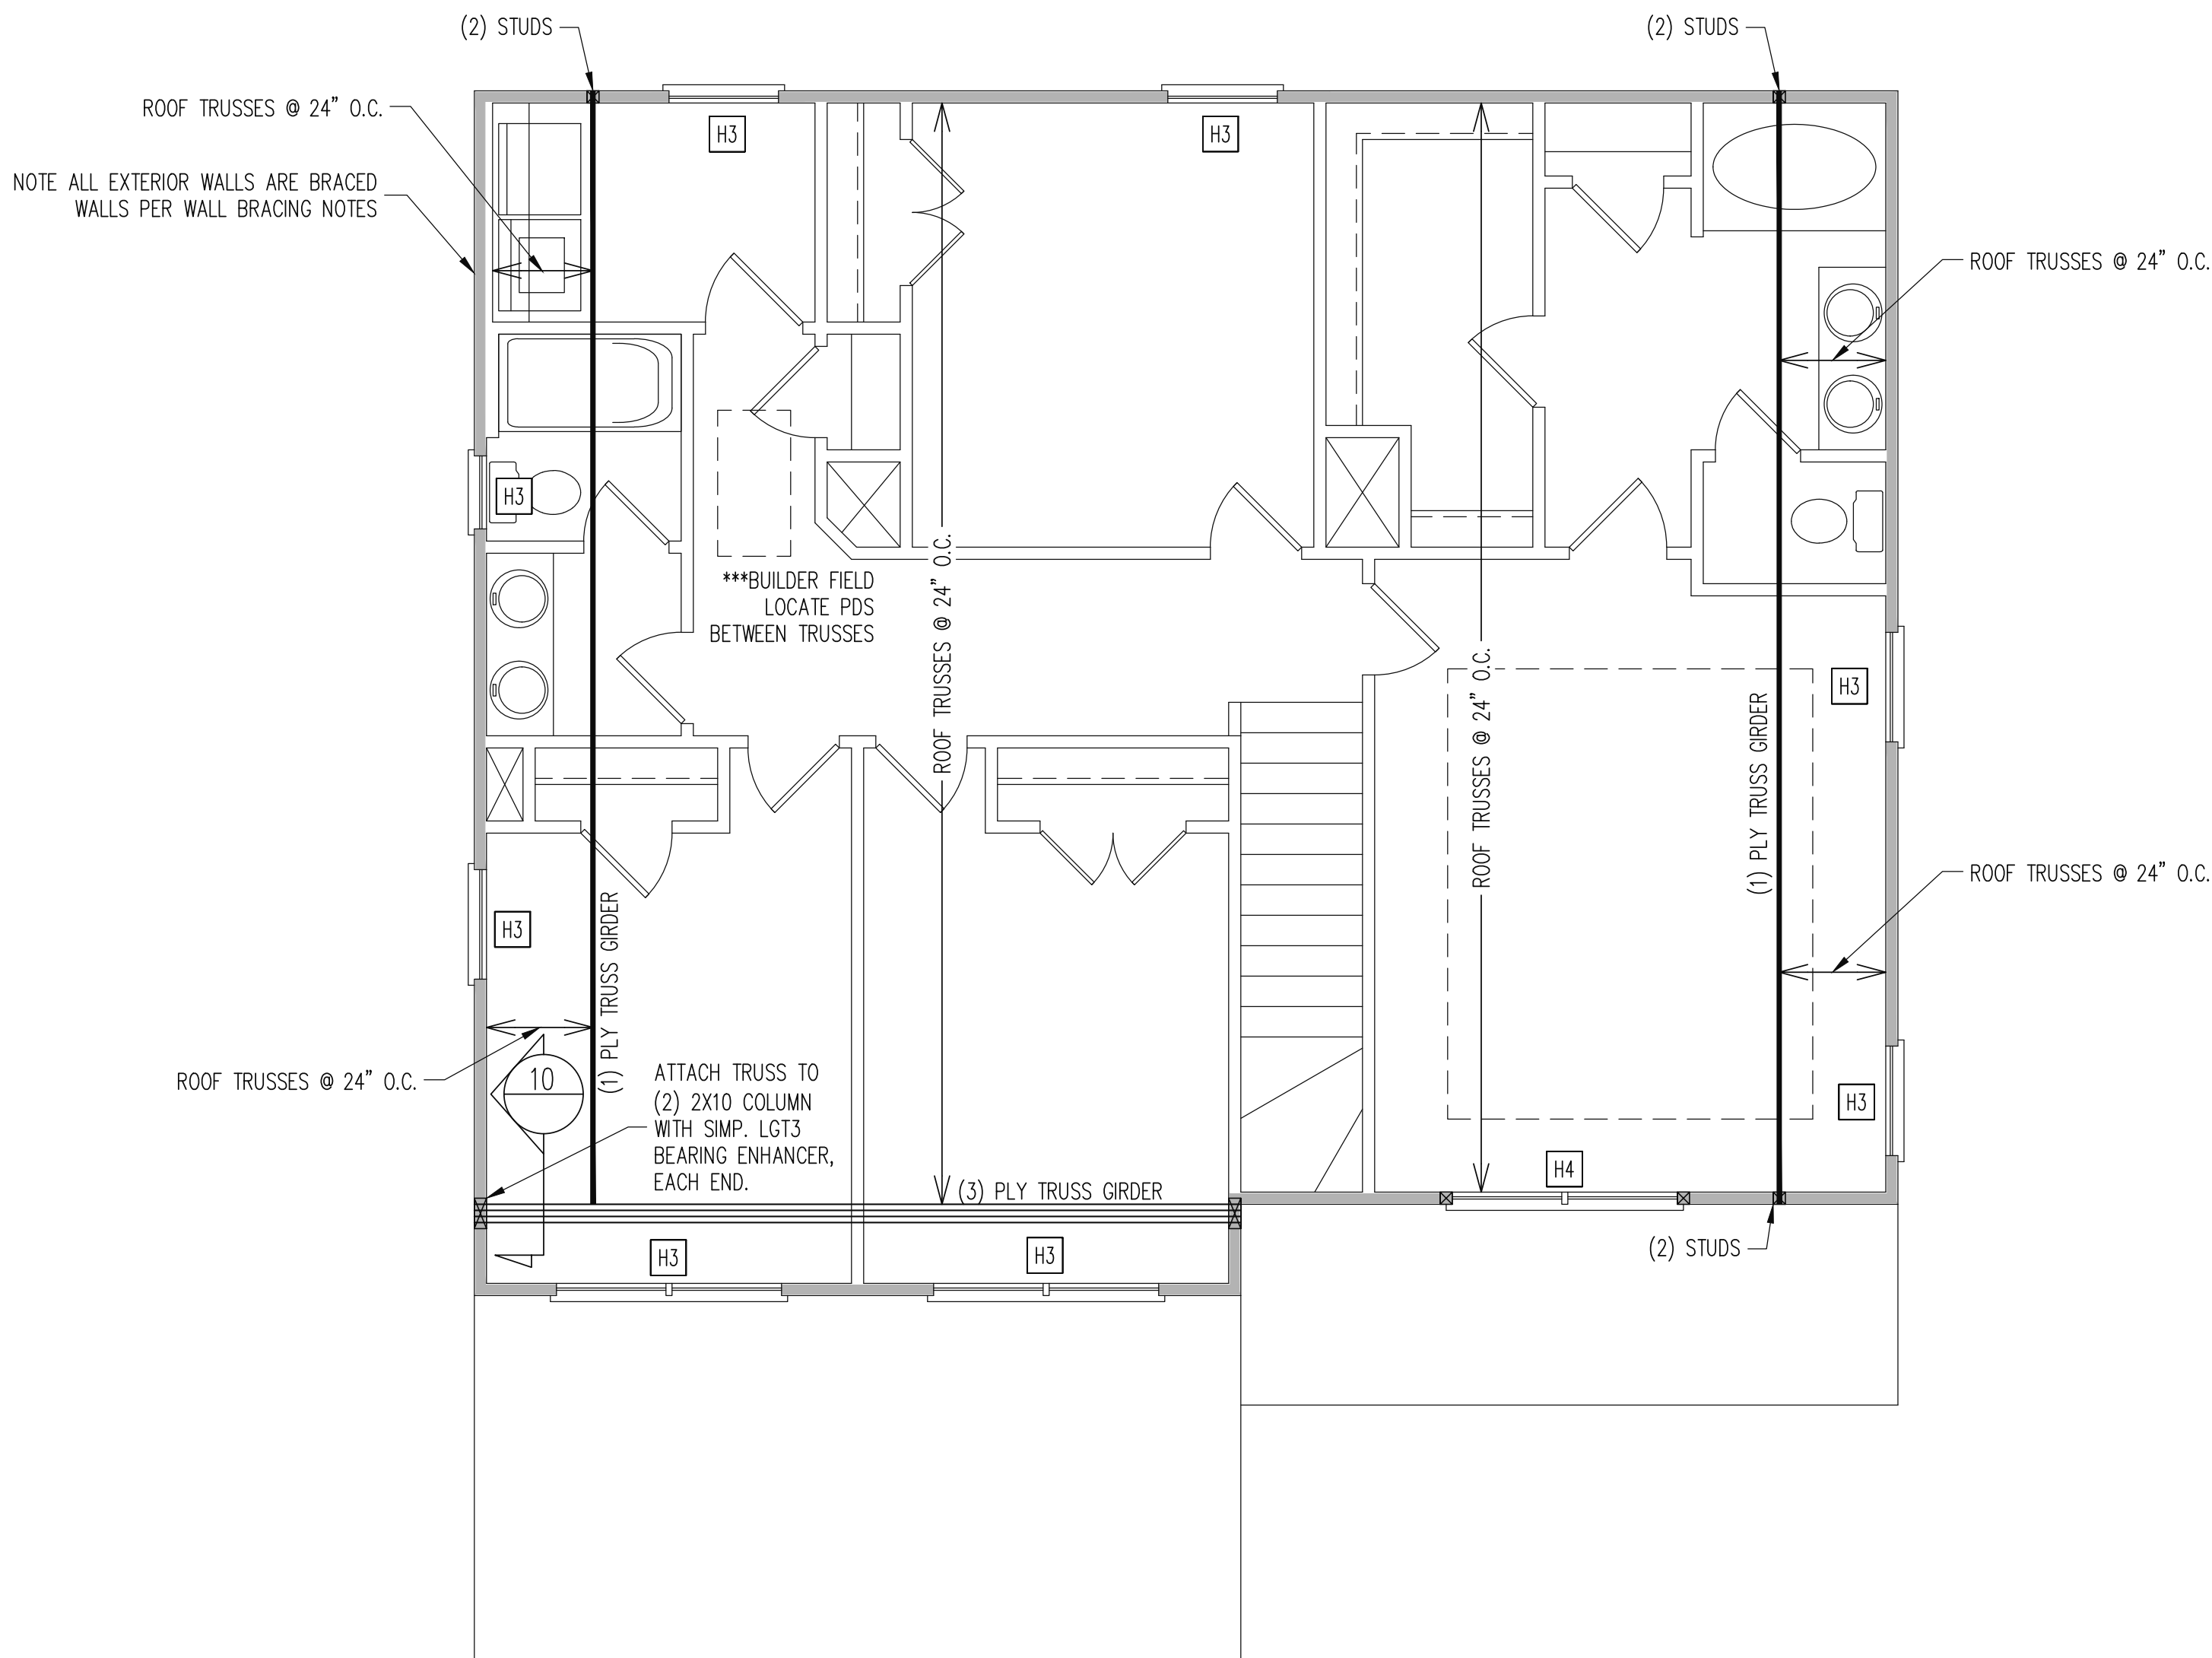 (2) STUDS
(2) STUDS
ROOF TRUSSES @ 24" O.C.
H3
H3
NOTE ALL EXTERIOR WALLS ARE BRACED
WALLS PER WALL BRACING NOTES
ROOF TRUSSES @ 24" O.C.
H3
***BUILDER FIELD
LOCATE PDS
BETWEEN TRUSSES
ROOF TRUSSES @ 24" O.C.
ROOF TRUSSES @ 24" O.C.
(1) PLY TRUSS GIRDER
H3
ROOF TRUSSES @ 24" O.C.
H3
(1) PLY TRUSS GIRDER
ROOF TRUSSES @ 24" O.C.
10
ATTACH TRUSS TO
(2) 2X10 COLUMN
WITH SIMP. LGT3
BEARING ENHANCER,
EACH END.
H3
H4
(3) PLY TRUSS GIRDER
(2) STUDS
H3
H3